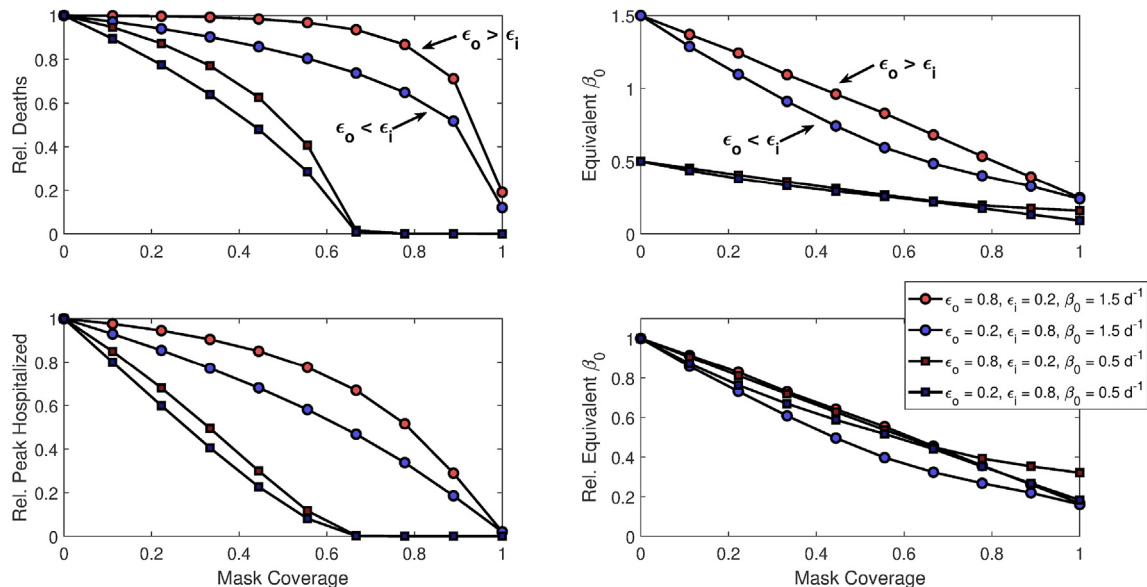 1
0.8
0.6
0.4
0.2
0
Rel. Deaths
ϵo > ϵi
ϵo < ϵi
0 0.2 0.4 0.6 0.8 1
1.5
1
0.5
0
Equivalent β0
ϵo > ϵi
ϵo < ϵi
0 0.2 0.4 0.6 0.8 1
1
0.8
0.6
0.4
0.2
0
Rel. Peak Hospitalized
0 0.2 0.4 0.6 0.8 1
Mask Coverage
1
0.8
0.6
0.4
0.2
0
Rel. Equivalent β0
0 0.2 0.4 0.6 0.8 1
Mask Coverage
ϵo = 0.8, ϵi = 0.2, β0 = 1.5 d-1
ϵo = 0.2, ϵi = 0.8, β0 = 1.5 d-1
ϵo = 0.8, ϵi = 0.2, β0 = 0.5 d-1
ϵo = 0.2, ϵi = 0.8, β0 = 0.5 d-1